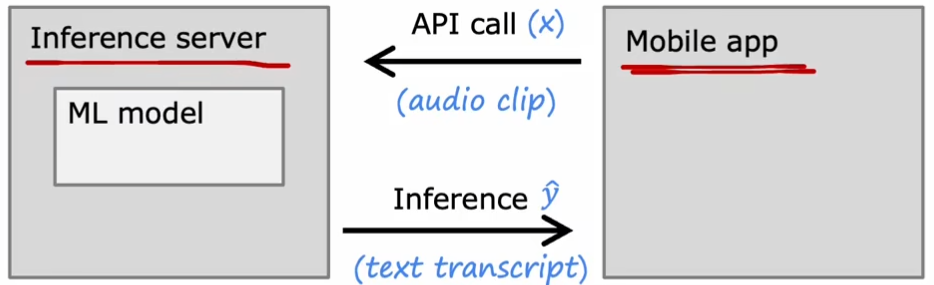 Inference server
ML model
API call (x)
(audio clip)
Inference ŷ
(text transcript)
Mobile app